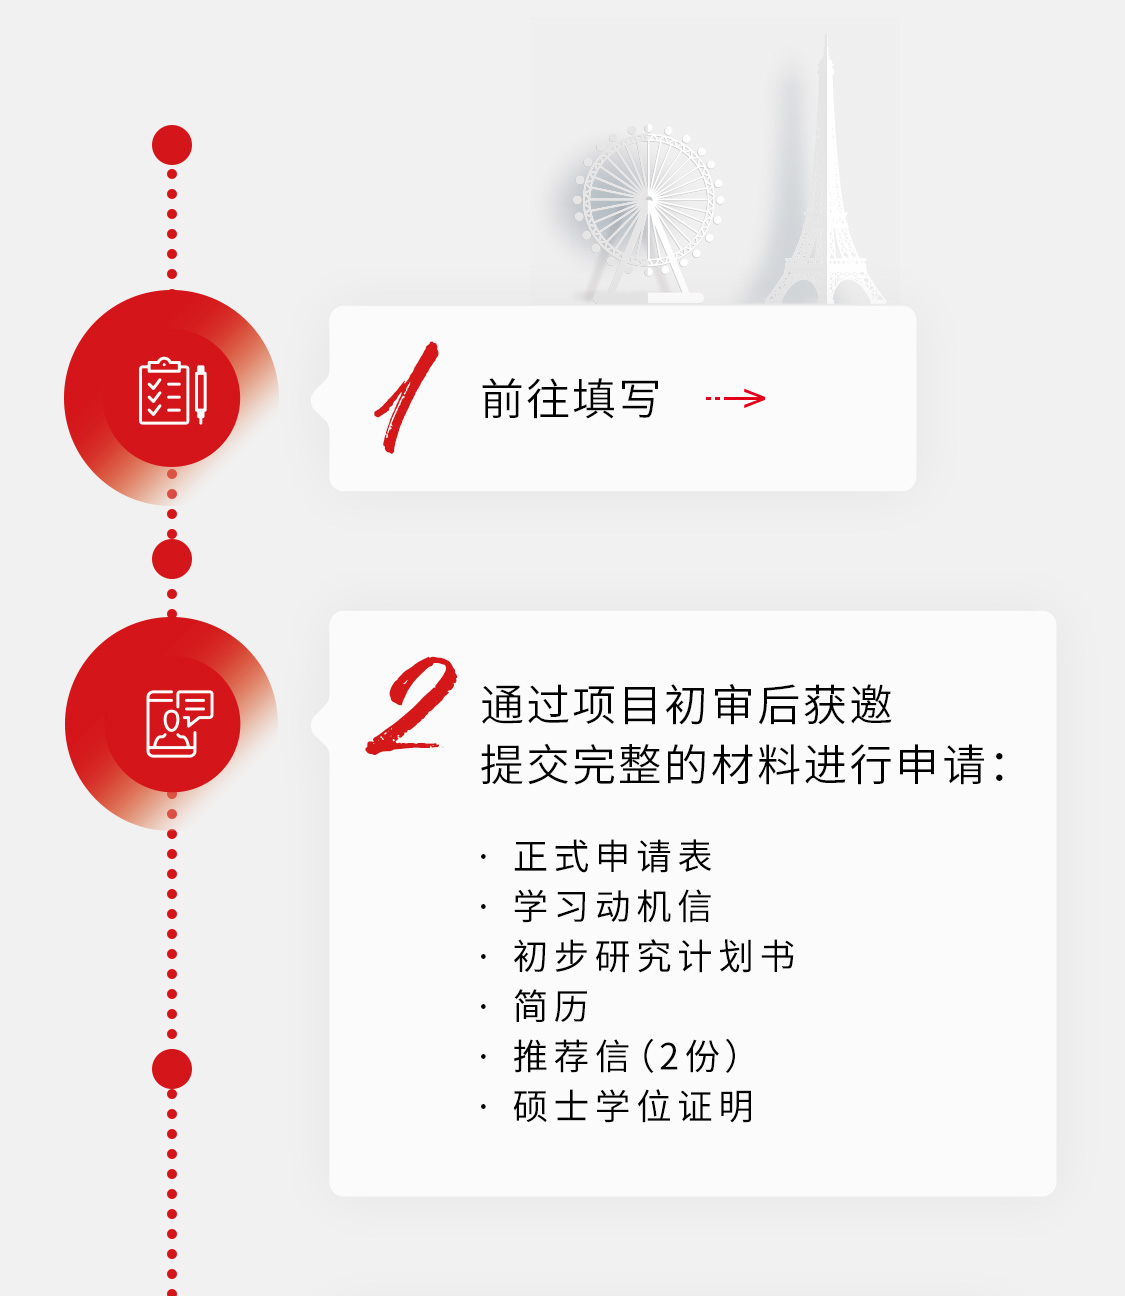 1
前往填写
2
通过项目初审后获邀
提交完整的材料进行申请：
· 正式申请表
· 学习动机信
· 初步研究计划书
· 简历
· 推荐信（2份）
· 硕士学位证明